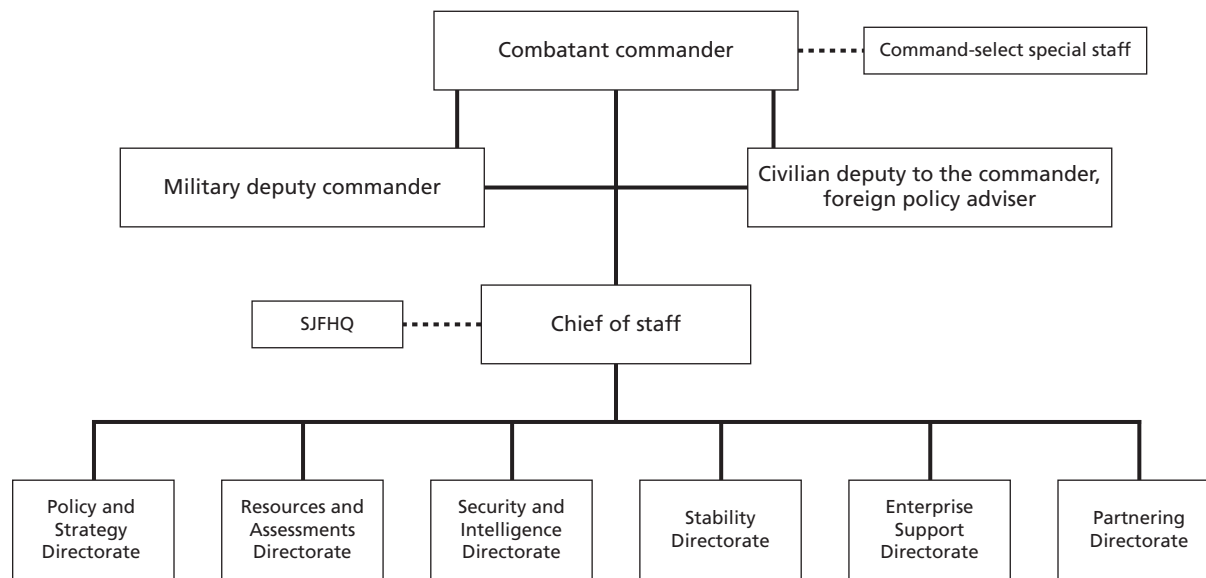 Combatant commander
Command-select special staff
Military deputy commander
Civilian deputy to the commander,
foreign policy adviser
SJFHQ
Chief of staff
Policy and
Strategy
Directorate
Resources and
Assessments
Directorate
Security and
Intelligence
Directorate
Stability
Directorate
Enterprise
Support
Directorate
Partnering
Directorate